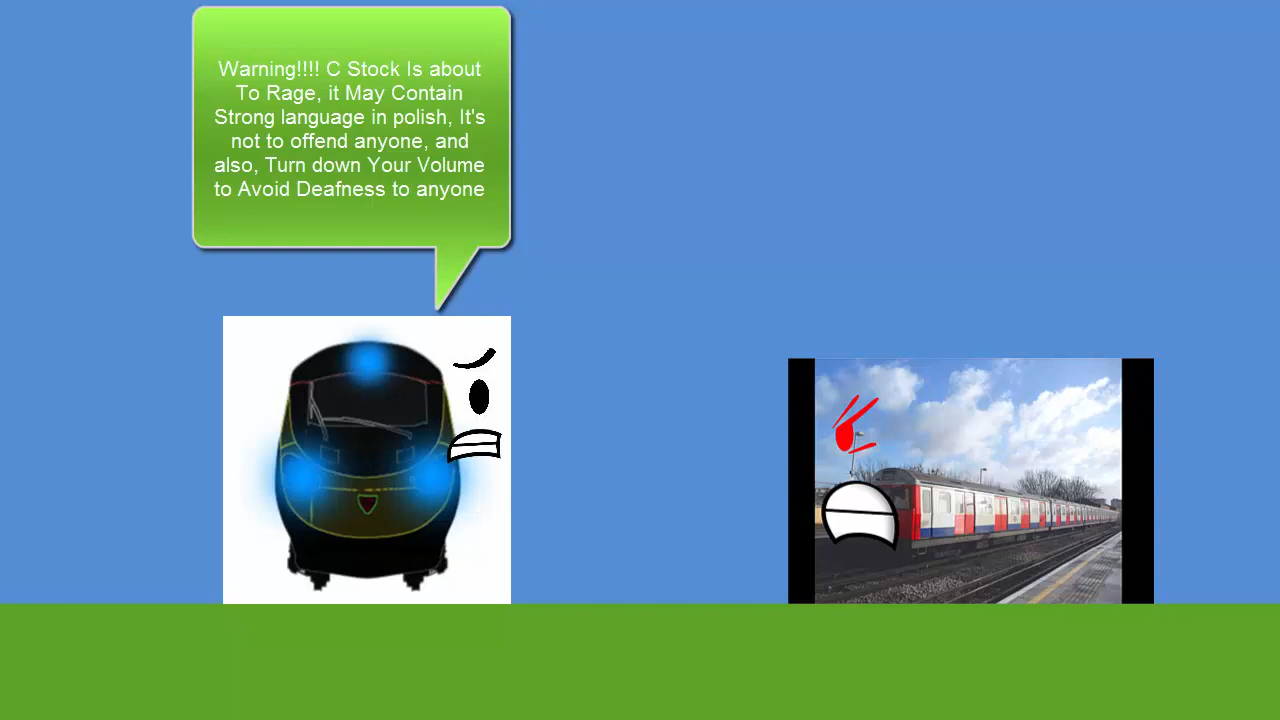 Warning!!!! C Stock Is about
To Rage, it May Contain
Strong language in polish, It's
not to offend anyone, and
also, Turn down Your Volume
to Avoid Deafness to anyone